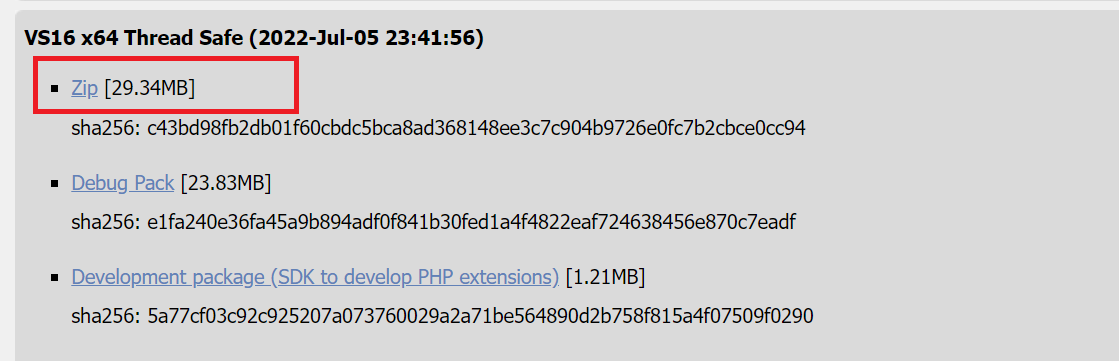 VS16 x64 Thread Safe (2022-Jul-05 23:41:56)
Zip [29.34MB]
sha256: c43bd98fb2db01f60cbdc5bca8ad368148ee3c7c904b9726e0fc7b2cbce0cc94
Debug Pack [23.83MB]
sha256: e1fa240e36fa45a9b894adf0f841b30fed1a4f4822eaf724638456e870c7eadf
Development package (SDK to develop PHP extensions) [1.21MB]
sha256: 5a77cf03c92c925207a073760029a2a71be564890d2b758f815a4f07509f0290